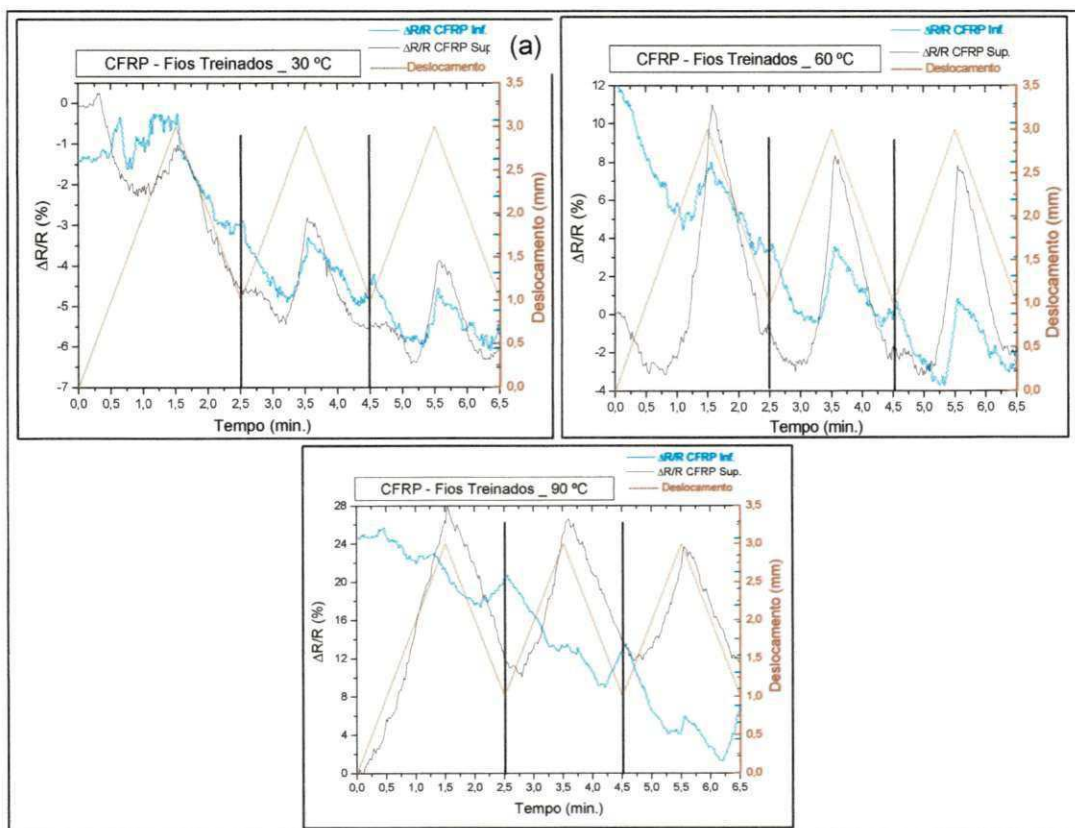 ΔR/R CFRP Inf.
ΔR/R CFRP Sup.
Deslocamento
(a)
CFRP - Fios Treinados _ 30 ºC
0
-1
-2
-3
-4
-5
-6
-7
ΔR/R (%)
3,5
3,0
2,5
2,0
1,5
1,0
0,5
0,0
Deslocamento (mm)
0,0 0,5 1,0 1,5 2,0 2,5 3,0 3,5 4,0 4,5 5,0 5,5 6,0 6,5
Tempo (min.)
ΔR/R CFRP Inf.
ΔR/R CFRP Sup.
Deslocamento
CFRP - Fios Treinados _ 60 ºC
12
10
8
6
4
2
0
-2
-4
ΔR/R (%)
3,5
3,0
2,5
2,0
1,5
1,0
0,5
0,0
Deslocamento (mm)
0,0 0,5 1,0 1,5 2,0 2,5 3,0 3,5 4,0 4,5 5,0 5,5 6,0 6,5
Tempo (min.)
ΔR/R CFRP Inf.
ΔR/R CFRP Sup.
Deslocamento
CFRP - Fios Treinados _ 90 ºC
28
24
20
16
12
8
4
0
ΔR/R (%)
3,5
3,0
2,5
2,0
1,5
1,0
0,5
0,0
Deslocamento (mm)
0,0 0,5 1,0 1,5 2,0 2,5 3,0 3,5 4,0 4,5 5,0 5,5 6,0 6,5
Tempo (min.)